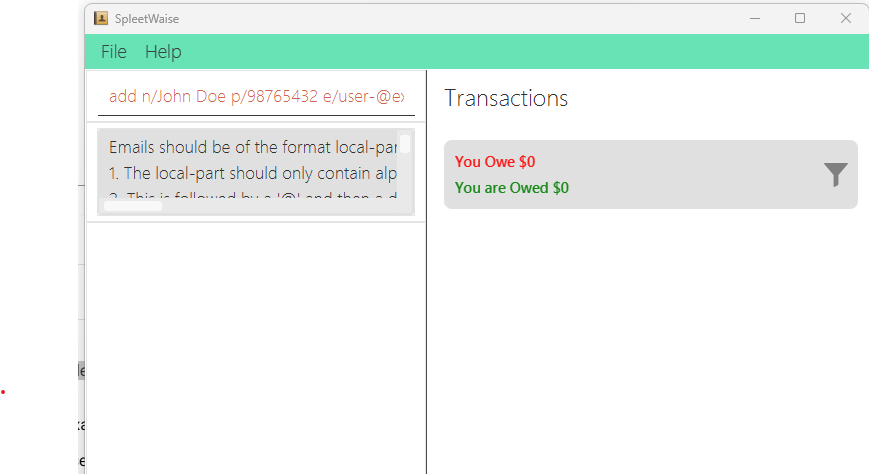 SpleetWaise
File Help
add n/John Doe p/98765432 e/user-@ex
Emails should be of the format local-par
1. The local-part should only contain alp
2. This is followed by a '@' and then a d
Transactions
You Owe $0
You are Owed $0